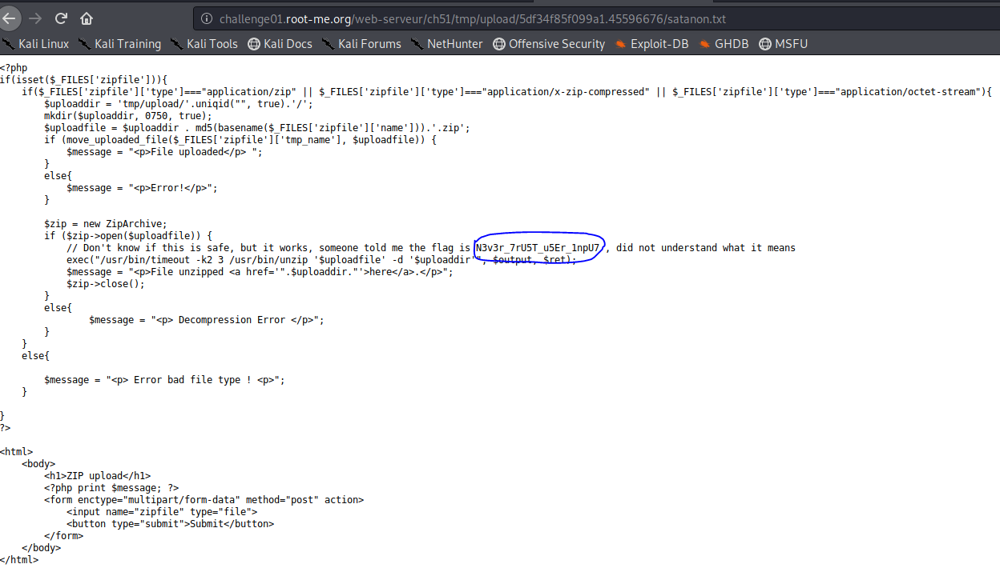 challenge01.root-me.org/web-serveur/ch51/tmp/upload/5df34f85f099a1.45596676/satanon.txt
Kali Linux Kali Training Kali Tools Kali Docs Kali Forums NetHunter Offensive Security Exploit-DB GHDB MSFU
<?php
if(isset($_FILES['zipfile'])){
    if($_FILES['zipfile']['type']==="application/zip" || $_FILES['zipfile']['type']==="application/x-zip-compressed" || $_FILES['zipfile']['type']==="application/octet-stream"){
        $uploaddir = 'tmp/upload/'.uniqid("", true).'/';
        mkdir($uploaddir, 0750, true);
        $uploadfile = $uploaddir . md5(basename($_FILES['zipfile']['name'])).'.zip';
        if (move_uploaded_file($_FILES['zipfile']['tmp_name'], $uploadfile)) {
            $message = "<p>File uploaded</p> ";
        }
        else{
            $message = "<p>Error!</p>";
        }
        $zip = new ZipArchive;
        if ($zip->open($uploadfile)) {
            // Don't know if this is safe, but it works, someone told me the flag is N3v3r_7rU5T_u5Er_1npU7 , did not understand what it means
            exec("/usr/bin/timeout -k2 3 /usr/bin/unzip '$uploadfile' -d '$uploaddir'", $output, $ret);
            $message = "<p>File unzipped <a href='".$uploaddir."'>here</a>.</p>";
            $zip->close();
        }
        else{
                $message = "<p> Decompression Error </p>";
        }
    }
    else{
        $message = "<p> Error bad file type ! <p>";
    }
}
?>
<html>
    <body>
        <h1>ZIP upload</h1>
        <?php print $message; ?>
        <form enctype="multipart/form-data" method="post" action>
            <input name="zipfile" type="file">
            <button type="submit">Submit</button>
        </form>
    </body>
</html>